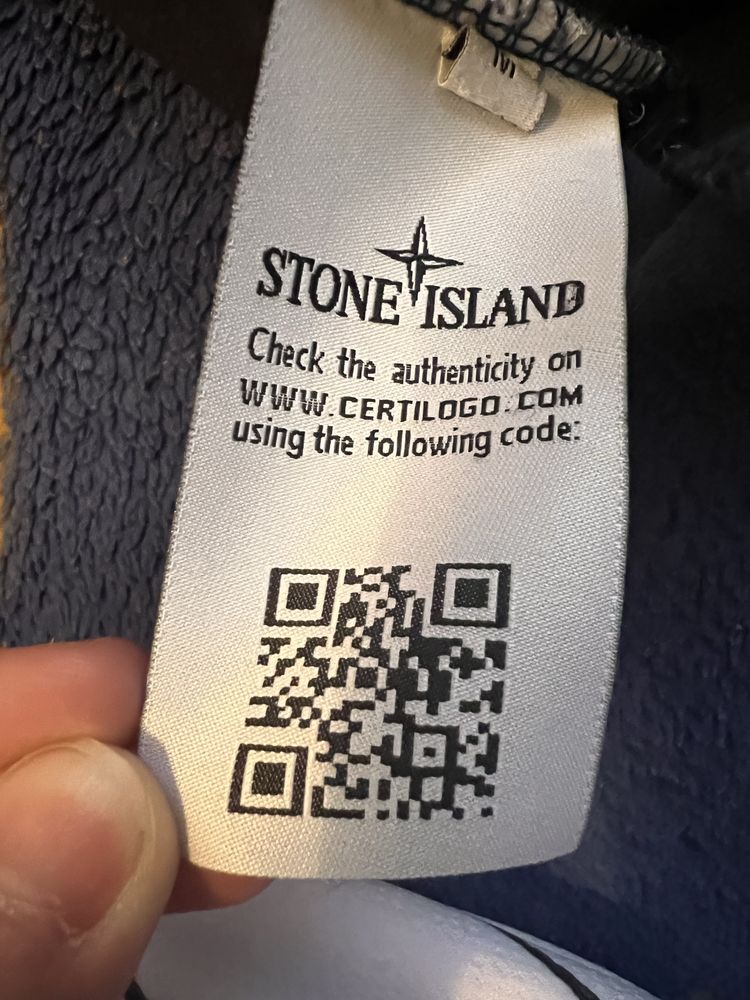 M
STONE ISLAND
Check the authenticity on
WWW.CERTILOGO.COM
using the following code: